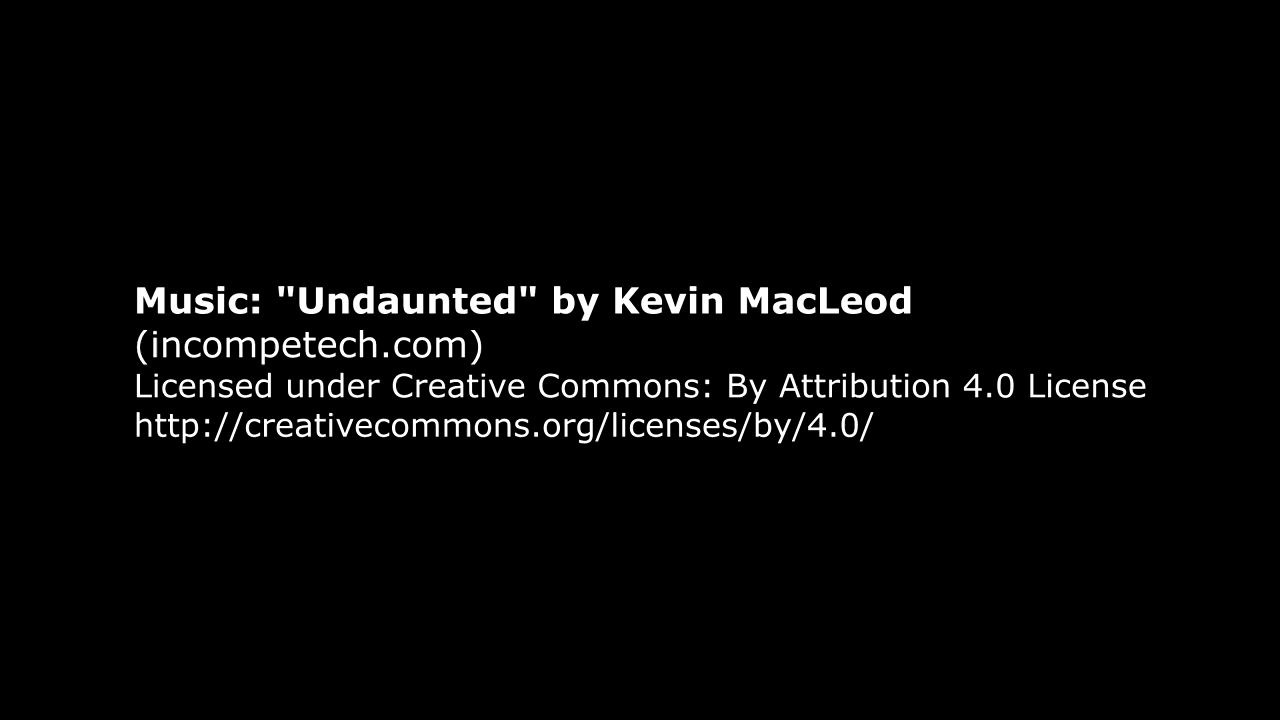 Music: "Undaunted" by Kevin MacLeod
(incompetech.com)
Licensed under Creative Commons: By Attribution 4.0 License
http://creativecommons.org/licenses/by/4.0/